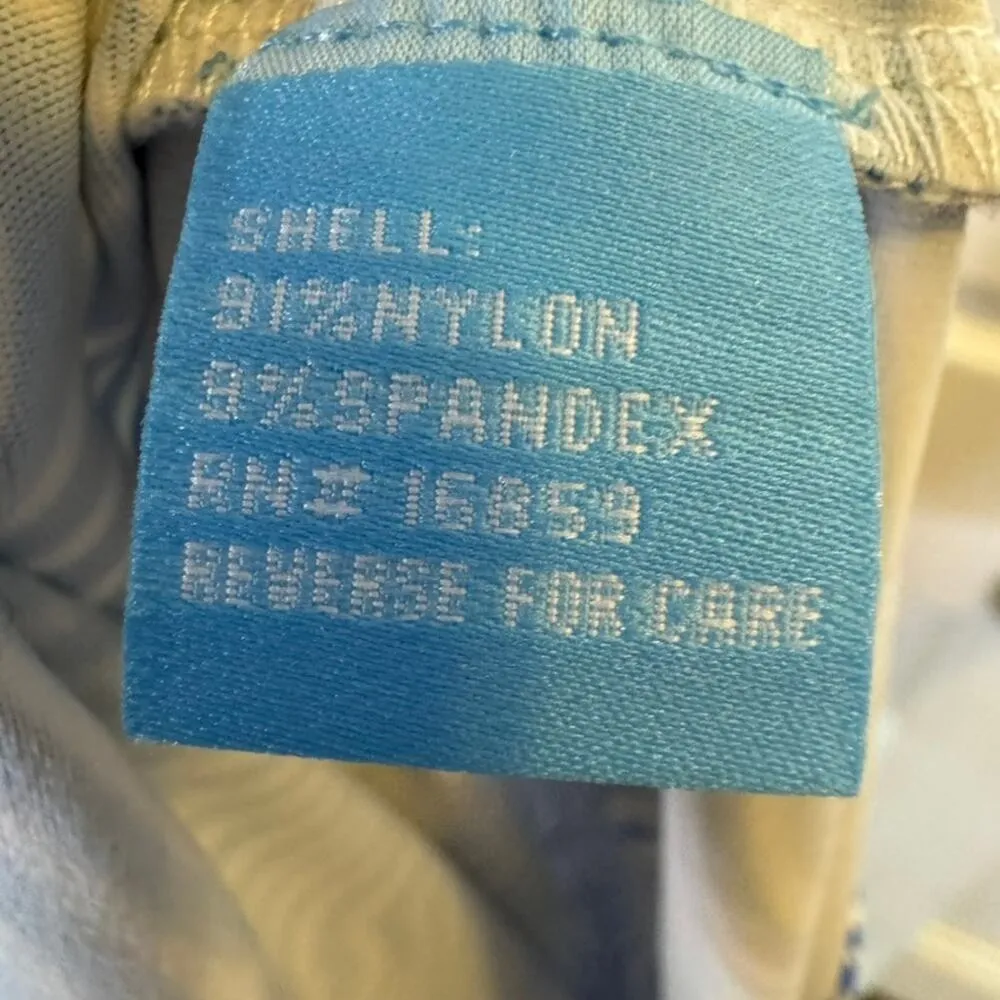 SHELL:
91%NYLON
9%SPANDEX
RN# 16859
REVERSE FOR CARE